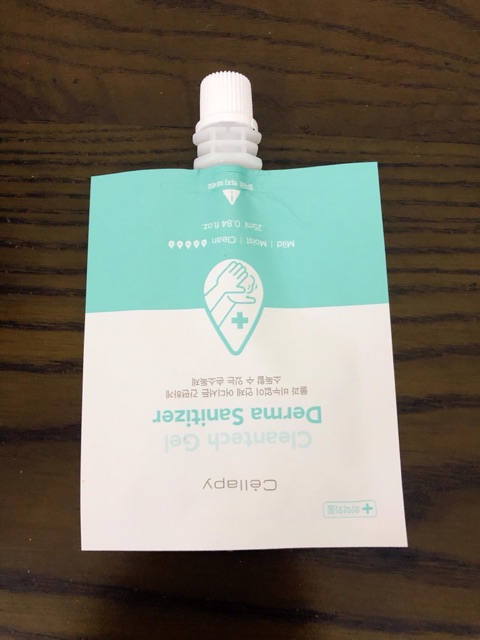 의약외품
Cellapy
Cleantech Gel
Derma Sanitizer
물과 비누없이 언제 어디서든 간편하게
소독할 수 있는 손소독제
Mild | Moist | Clean
25ml 0.84 fl.oz.